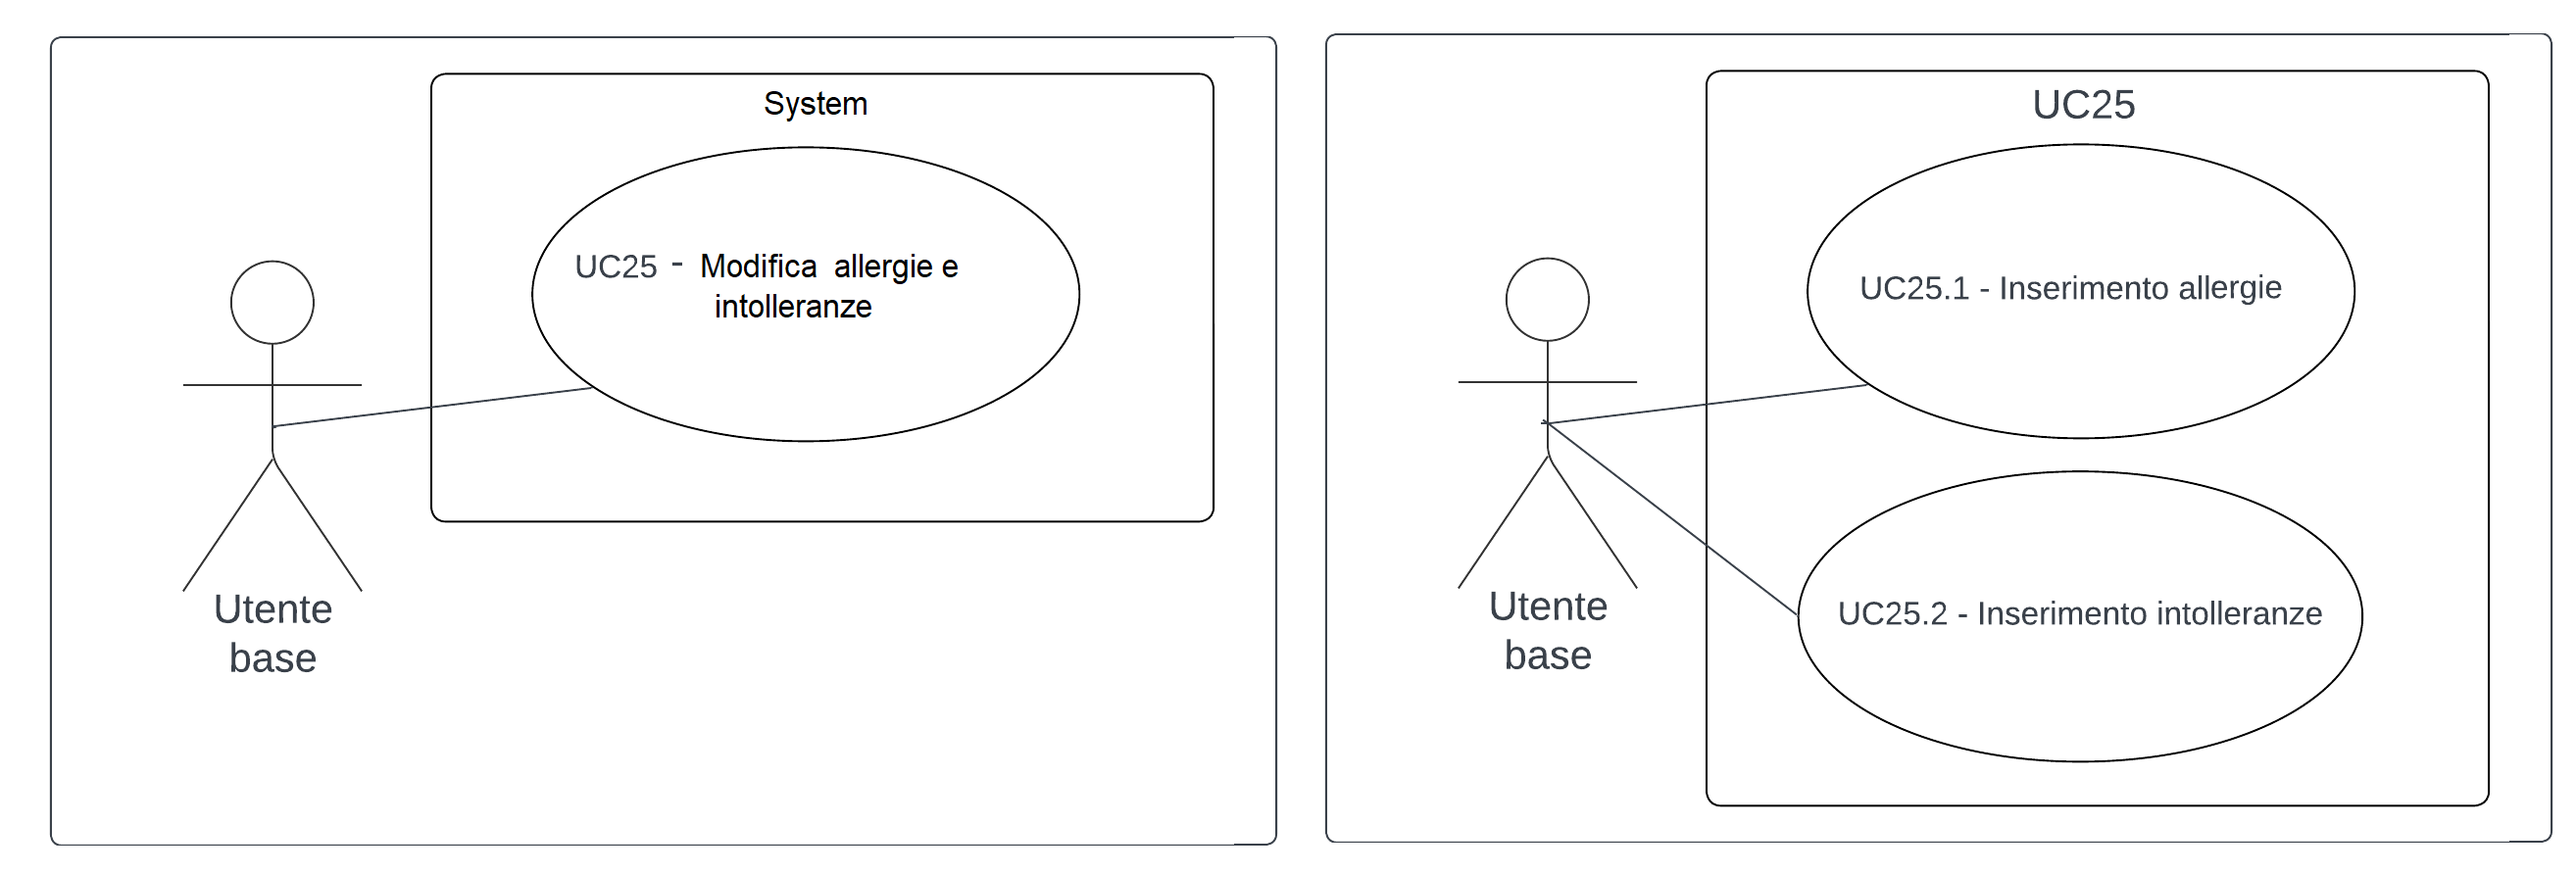 System
UC25 - Modifica allergie e
intolleranze
Utente
base
UC25
UC25.1 - Inserimento allergie
UC25.2 - Inserimento intolleranze
Utente
base